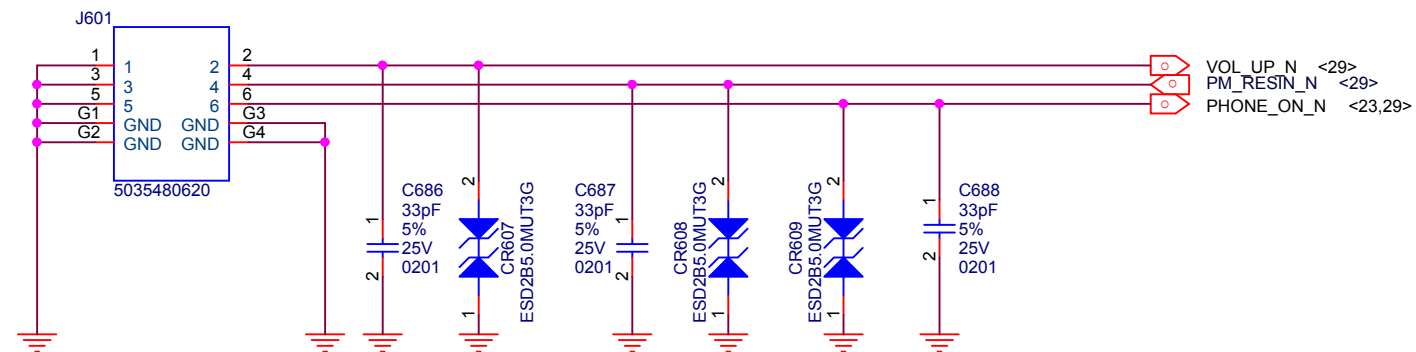 J601
1 1 2 2
3 3 4 4
5 5 6 6
G1 GND GND G3
G2 GND GND G4
5035480620
VOL_UP_N <29>
PM_RESIN_N <29>
PHONE_ON_N <23,29>
1
2
C686
33pF
5%
25V
0201
2
1
CR607
ESD2B5.0MUT3G
1
2
C687
33pF
5%
25V
0201
2
1
CR608
ESD2B5.0MUT3G
2
1
CR609
ESD2B5.0MUT3G
1
2
C688
33pF
5%
25V
0201